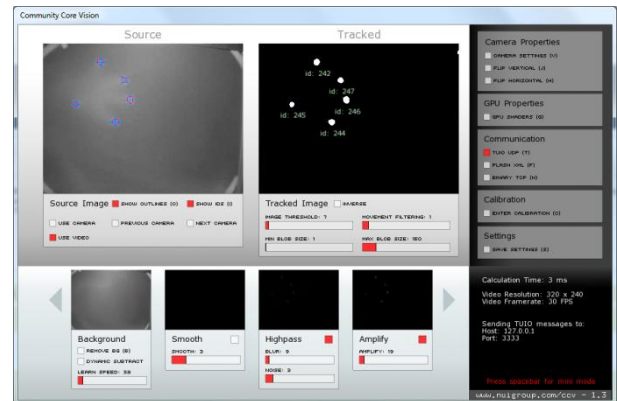 Community Core Vision
Source
Tracked
id: 242
id: 247
id: 245
id: 246
id: 244
Source Image
SHOW OUTLINES (O)
SHOW IDS (I)
USE CAMERA
PREVIOUS CAMERA
NEXT CAMERA
USE VIDEO
Tracked Image
INVERSE
IMAGE THRESHOLD: 7
MOVEMENT FILTERING: 1
MIN BLOB SIZE: 1
MAX BLOB SIZE: 150
Camera Properties
CAMERA SETTINGS (V)
FLIP VERTICAL (J)
FLIP HORIZONTAL (H)
GPU Properties
GPU SHADERS (G)
Communication
TUIO UDP (T)
FLASH XML (F)
BINARY TCP (N)
Calibration
ENTER CALIBRATION (C)
Settings
SAVE SETTINGS (S)
Background
REMOVE BG (B)
DYNAMIC SUBTRACT
Smooth
SMOOTH: 3
Highpass
BLUR: 9
NOISE: 3
Amplify
AMPLIFY: 19
Calculation Time: 3 ms
Video Resolution: 320 x 240
Video Framerate: 30 FPS
Sending TUIO messages to:
Host: 127.0.0.1
Port: 3333
Press spacebar for mini mode
www.nuigroup.com/ccv - 1.3